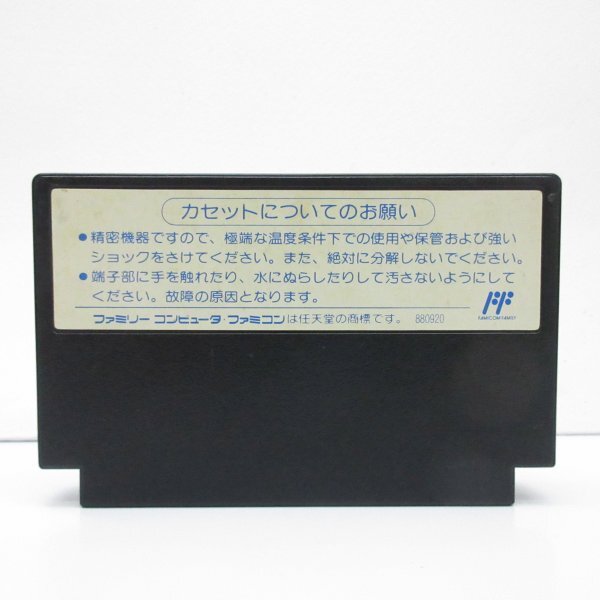 カセットについてのお願い
●精密機器ですので、極端な温度条件下での使用や保管および強い
ショックをさけてください。また、絶対に分解しないでください。
●端子部に手を触れたり、水にぬらしたりして汚さないようにして
ください。故障の原因となります。
ファミリー コンピュータ・ファミコンは任天堂の商標です。 880920
FF
FAMICOM FAMILY